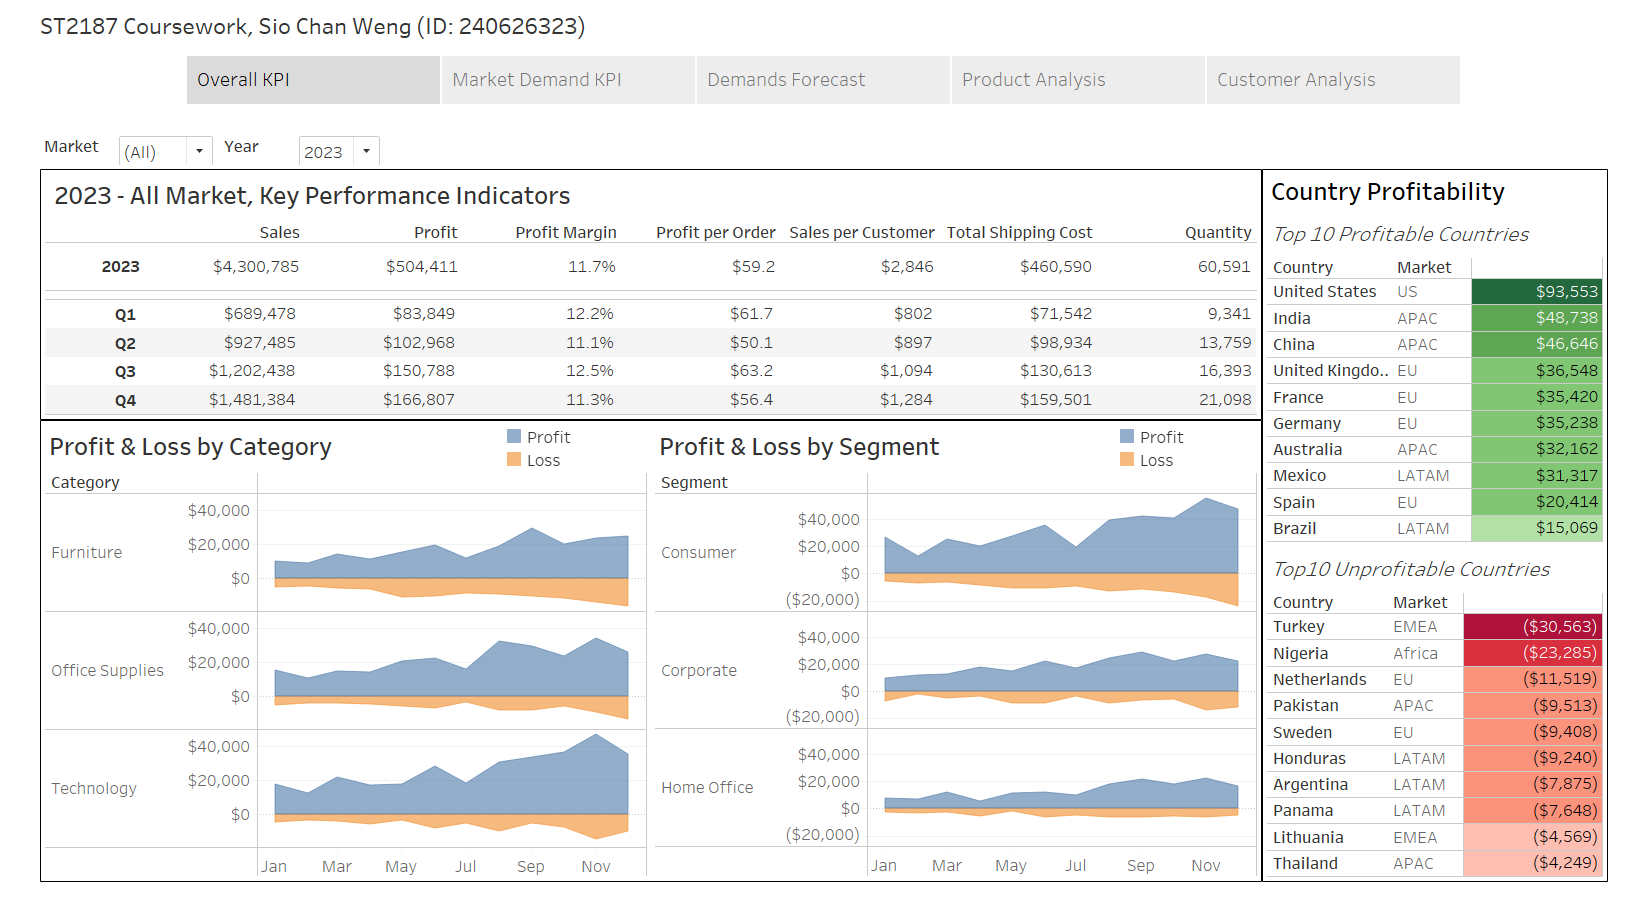 ST2187 Coursework, Sio Chan Weng (ID: 240626323)
Overall KPI Market Demand KPI Demands Forecast Product Analysis Customer Analysis
Market (All) Year 2023
2023 - All Market, Key Performance Indicators
Sales Profit Profit Margin Profit per Order Sales per Customer Total Shipping Cost Quantity
2023 $4,300,785 $504,411 11.7% $59.2 $2,846 $460,590 60,591
Q1 $689,478 $83,849 12.2% $61.7 $802 $71,542 9,341
Q2 $927,485 $102,968 11.1% $50.1 $897 $98,934 13,759
Q3 $1,202,438 $150,788 12.5% $63.2 $1,094 $130,613 16,393
Q4 $1,481,384 $166,807 11.3% $56.4 $1,284 $159,501 21,098
Profit & Loss by Category
Profit
Loss
Category
Furniture
$40,000
$20,000
$0
Office Supplies
$40,000
$20,000
$0
Technology
$40,000
$20,000
$0
Jan Mar May Jul Sep Nov
Profit & Loss by Segment
Profit
Loss
Segment
Consumer
$40,000
$20,000
$0
($20,000)
Corporate
$40,000
$20,000
$0
($20,000)
Home Office
$40,000
$20,000
$0
($20,000)
Jan Mar May Jul Sep Nov
Country Profitability
Top 10 Profitable Countries
Country Market
United States US $93,553
India APAC $48,738
China APAC $46,646
United Kingdo.. EU $36,548
France EU $35,420
Germany EU $35,238
Australia APAC $32,162
Mexico LATAM $31,317
Spain EU $20,414
Brazil LATAM $15,069
Top10 Unprofitable Countries
Country Market
Turkey EMEA ($30,563)
Nigeria Africa ($23,285)
Netherlands EU ($11,519)
Pakistan APAC ($9,513)
Sweden EU ($9,408)
Honduras LATAM ($9,240)
Argentina LATAM ($7,875)
Panama LATAM ($7,648)
Lithuania EMEA ($4,569)
Thailand APAC ($4,249)